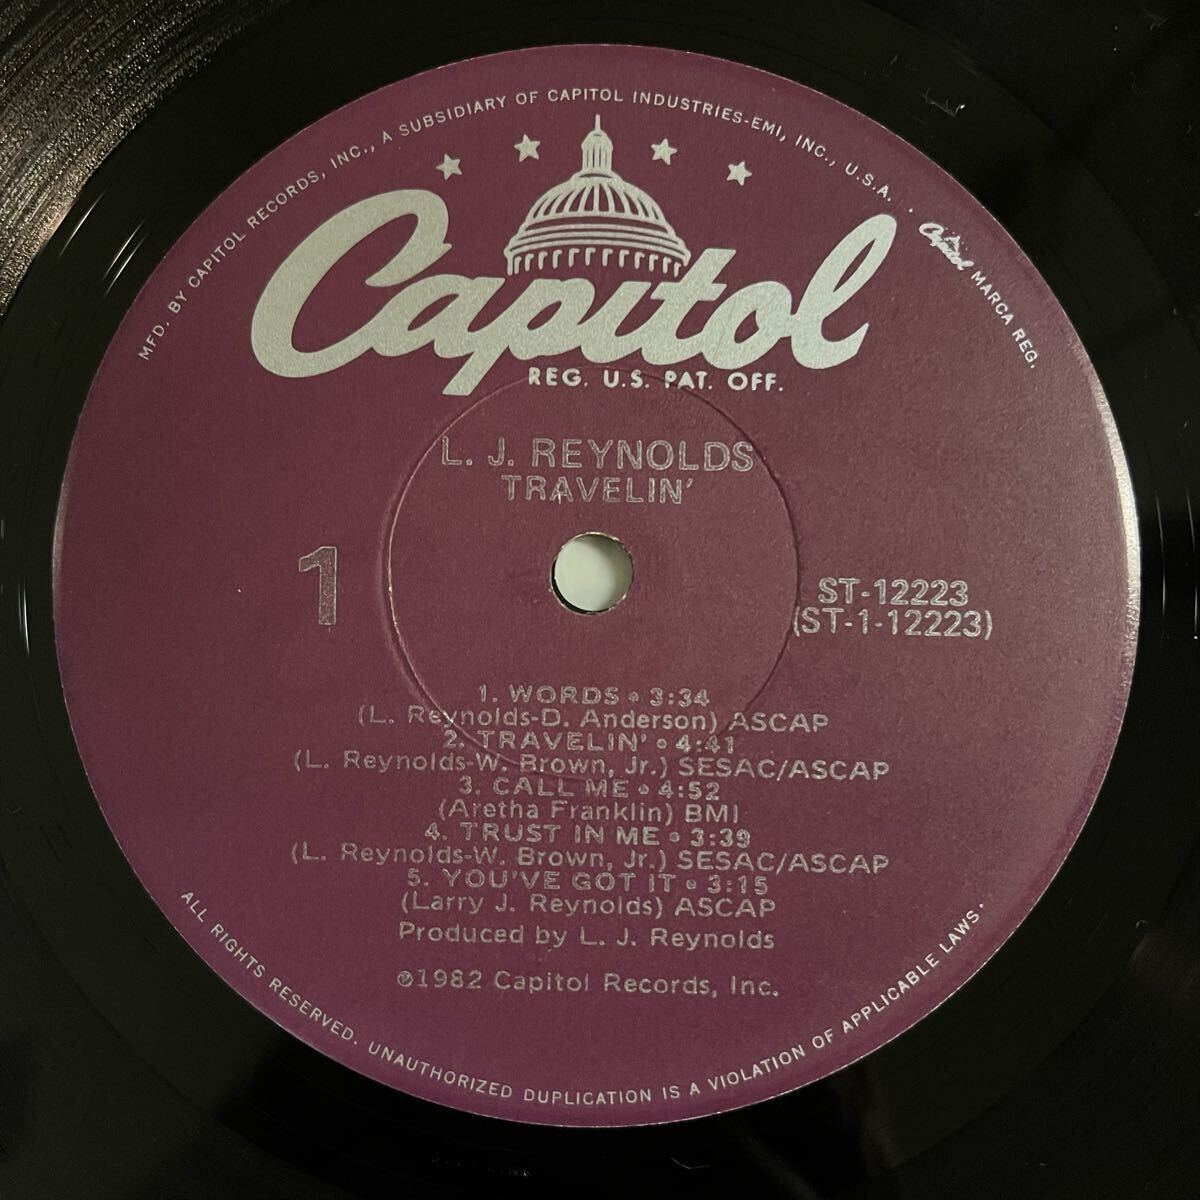 MFD. BY CAPITOL RECORDS, INC., A SUBSIDIARY OF CAPITOL INDUSTRIES-EMI, INC., U.S.A. . Capitol MARCA REG.
Capitol
REG. U.S. PAT. OFF.
L. J. REYNOLDS
TRAVELIN'
1
ST-12223
(ST-1-12223)
1. WORDS • 3:34
(L. Reynolds-D. Anderson) ASCAP
2. TRAVELIN' • 4:41
(L. Reynolds-W. Brown, Jr.) SESAC/ASCAP
3. CALL ME • 4:52
(Aretha Franklin) BMI
4. TRUST IN ME • 3:39
(L. Reynolds-W. Brown, Jr.) SESAC/ASCAP
5. YOU'VE GOT IT • 3:15
(Larry J. Reynolds) ASCAP
Produced by L. J. Reynolds
℗1982 Capitol Records, Inc.
ALL RIGHTS RESERVED. UNAUTHORIZED DUPLICATION IS A VIOLATION OF APPLICABLE LAWS.